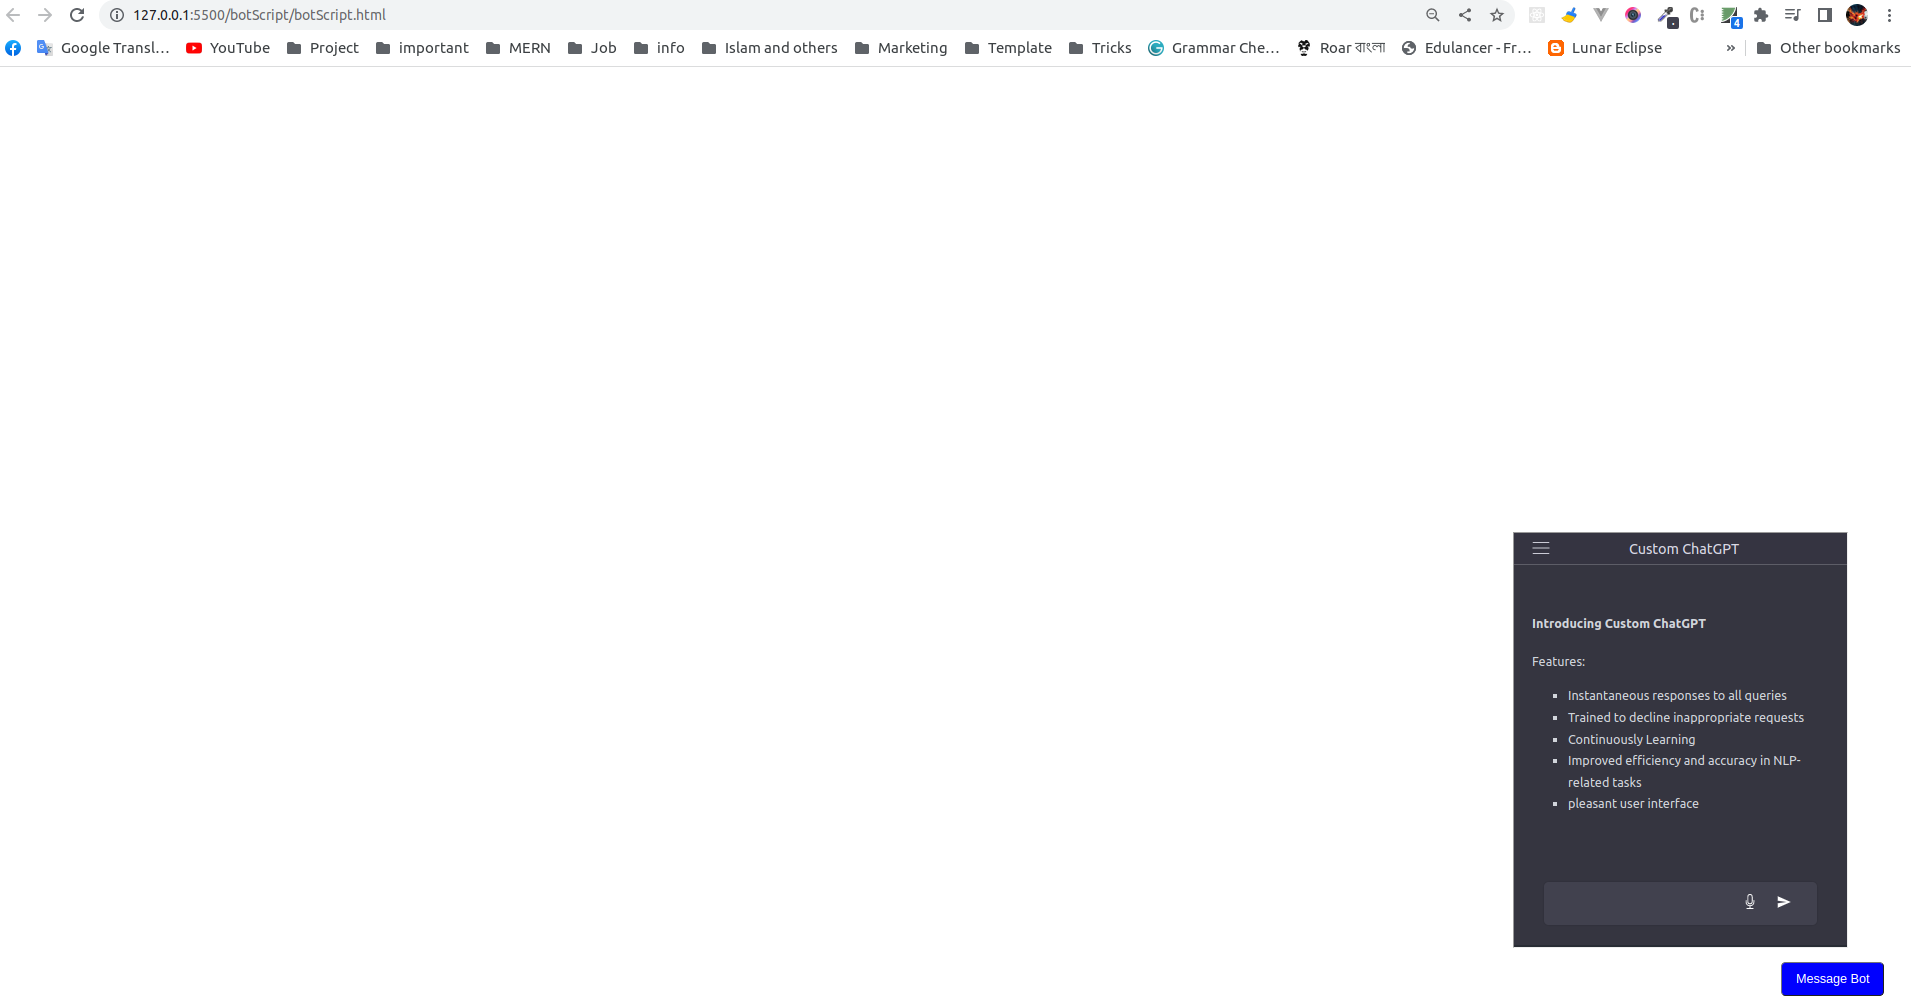 127.0.0.1:5500/botScript/botScript.html
4
Google Transl... YouTube Project important MERN Job info Islam and others Marketing Template Tricks Grammar Che... Roar বাংলা Edulancer - Fr... Lunar Eclipse » Other bookmarks
Custom ChatGPT
Introducing Custom ChatGPT
Features:
▪ Instantaneous responses to all queries
▪ Trained to decline inappropriate requests
▪ Continuously Learning
▪ Improved efficiency and accuracy in NLP-
related tasks
▪ pleasant user interface
Message Bot